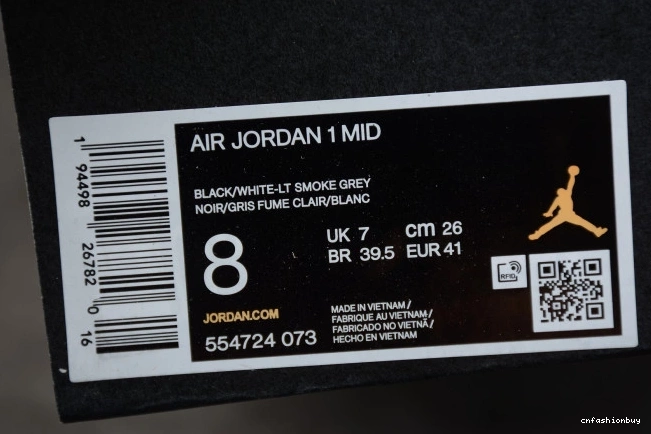 AIR JORDAN 1 MID
BLACK/WHITE-LT SMOKE GREY
NOIR/GRIS FUME CLAIR/BLANC
8
UK 7 cm 26
BR 39.5 EUR 41
RFID
JORDAN.COM
554724 073
MADE IN VIETNAM /
FABRIQUE AU VIETNAM /
FABRICADO NO VIETNÃ /
HECHO EN VIETNAM
1 94498 26782 0 16
cnfashionbuy